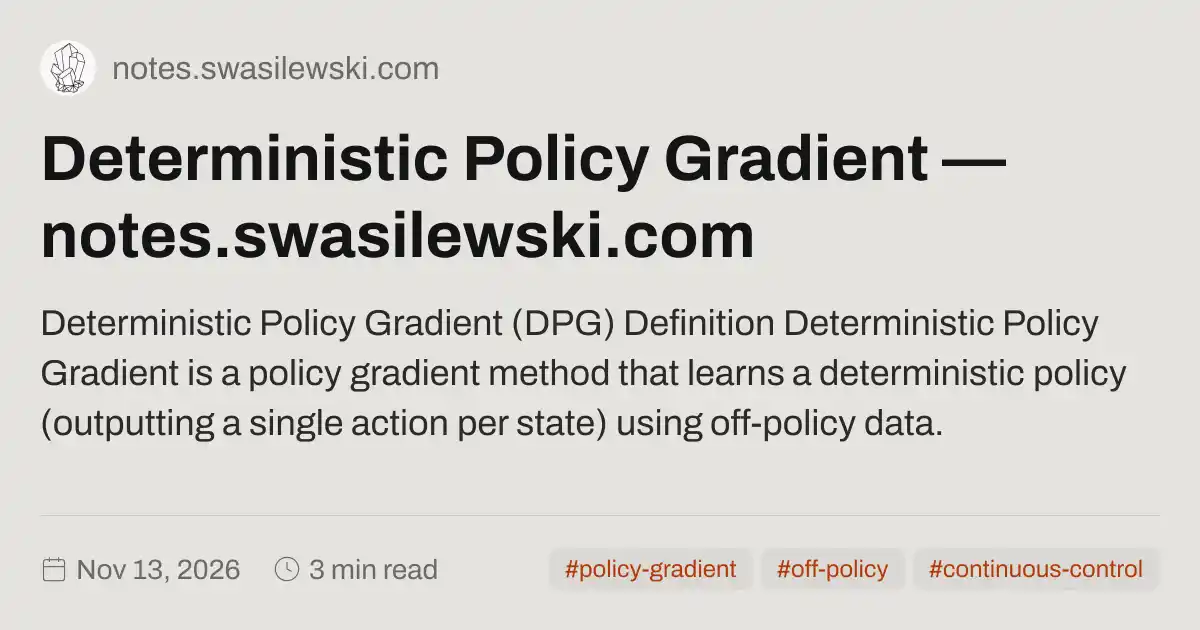 notes.swasilewski.com
Deterministic Policy Gradient —
notes.swasilewski.com
Deterministic Policy Gradient (DPG) Definition Deterministic Policy
Gradient is a policy gradient method that learns a deterministic policy
(outputting a single action per state) using off-policy data.
Nov 13, 2026 3 min read #policy-gradient #off-policy #continuous-control